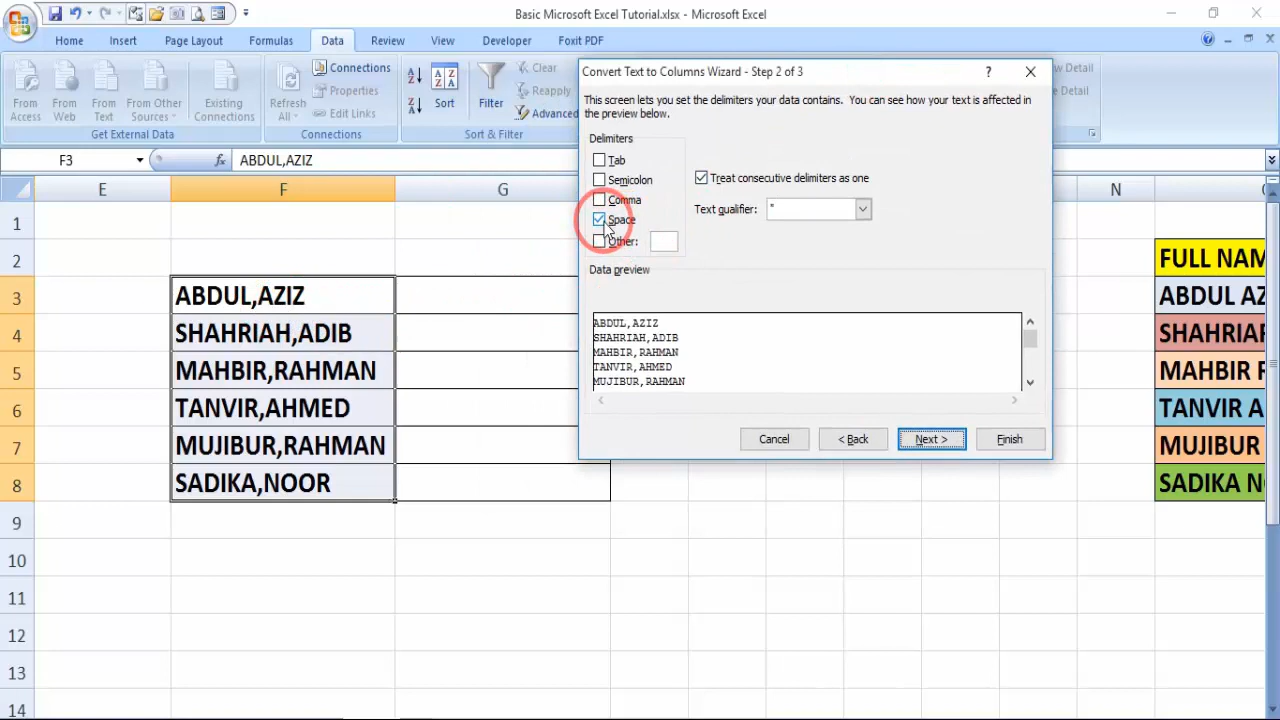 Basic Microsoft Excel Tutorial.xlsx - Microsoft Excel
Home Insert Page Layout Formulas Data Review View Developer Foxit PDF
From Access
From Web
From Text
From Other Sources
Existing Connections
Get External Data
Refresh All
Connections
Properties
Edit Links
Connections
Sort
Filter
Clear
Reapply
Advanced
Sort & Filter
w Detail
e Detail
F3
fx
ABDUL,AZIZ
E F G N
1
2
3 ABDUL,AZIZ
4 SHAHRIAH,ADIB
5 MAHBIR,RAHMAN
6 TANVIR,AHMED
7 MUJIBUR,RAHMAN
8 SADIKA,NOOR
9
10
11
12
13
14
Convert Text to Columns Wizard - Step 2 of 3
This screen lets you set the delimiters your data contains. You can see how your text is affected in
the preview below.
Delimiters
Tab
Semicolon
Comma
Space
Other:
Treat consecutive delimiters as one
Text qualifier: "
Data preview
ABDUL,AZIZ
SHAHRIAH,ADIB
MAHBIR,RAHMAN
TANVIR,AHMED
MUJIBUR,RAHMAN
Cancel < Back Next > Finish
FULL NAM
ABDUL AZ
SHAHRIAH
MAHBIR R
TANVIR A
MUJIBUR
SADIKA N